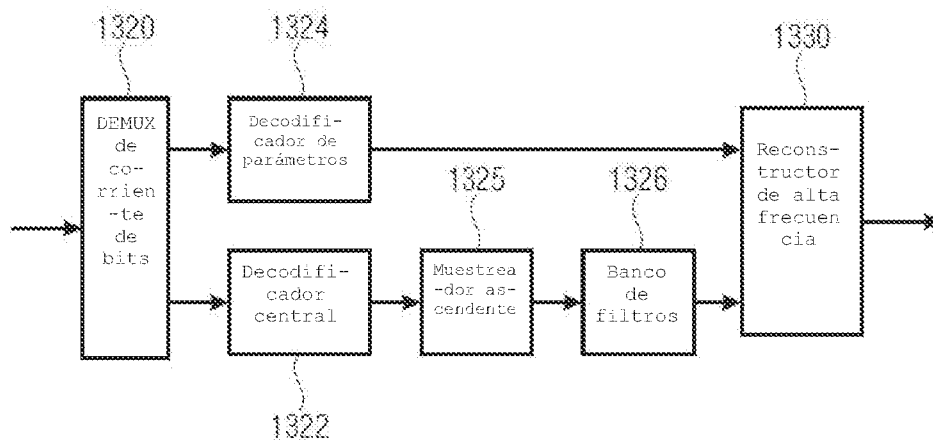 1320
1324
1330
DEMUX
de
co-
rrien
-te
de
bits
Decodifi-
cador de
parámetros
1325
1326
Recons-
tructor
de alta
frecuen
cia
Decodifi-
cador
central
Muestrea
-dor as-
cendente
Banco
de
filtros
1322